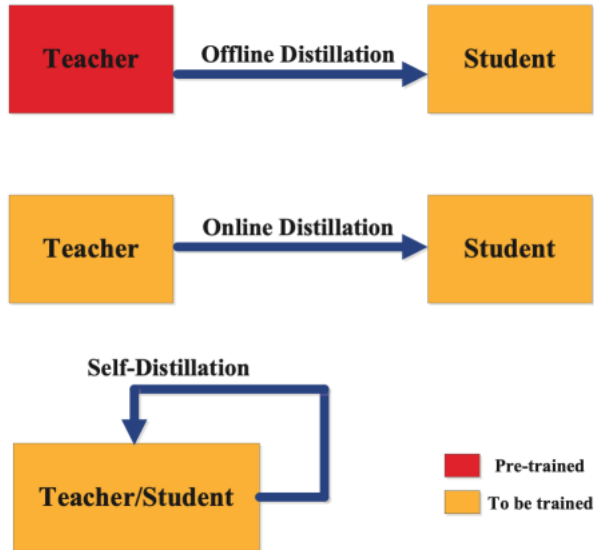 Teacher
Offline Distillation
Student
Teacher
Online Distillation
Student
Self-Distillation
Teacher/Student
Pre-trained
To be trained